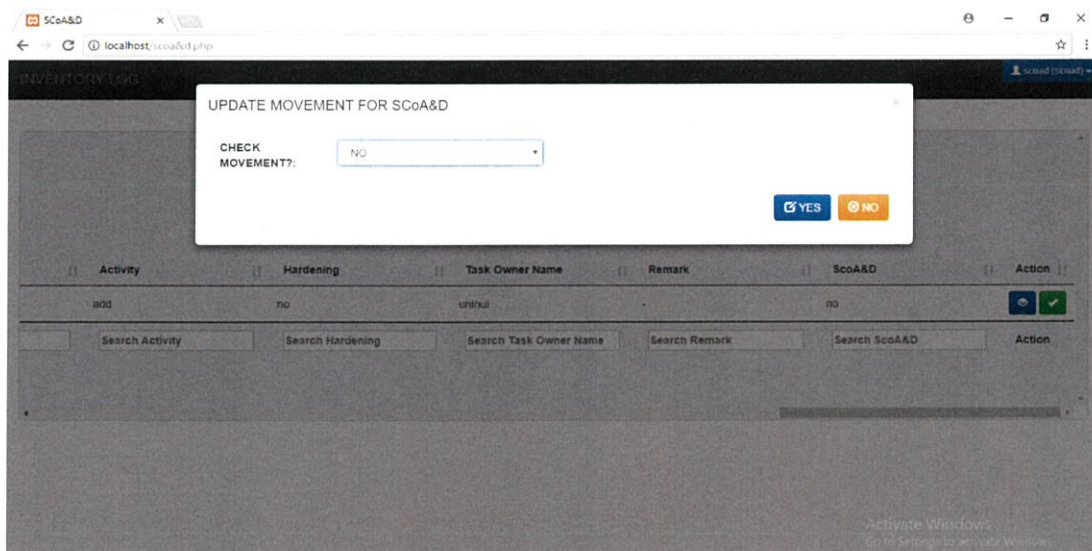 SCoA&D
localhost/scoa&d.php
INVENTORY LOG
scoad (scoad)
UPDATE MOVEMENT FOR SCoA&D
CHECK MOVEMENT?:
NO
YES
NO
Activity Hardening Task Owner Name Remark ScoA&D Action
add no - no
Search Activity Search Hardening Search Task Owner Name Search Remark Search ScoA&D Action
Activate Windows
Go to Settings to activate Windows.